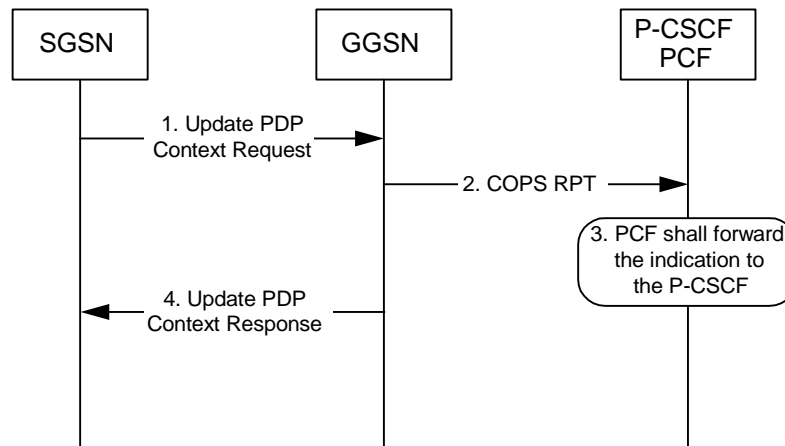 SGSN
GGSN
P-CSCF
PCF
1. Update PDP
Context Request
2. COPS RPT
3. PCF shall forward
the indication to
the P-CSCF
4. Update PDP
Context Response